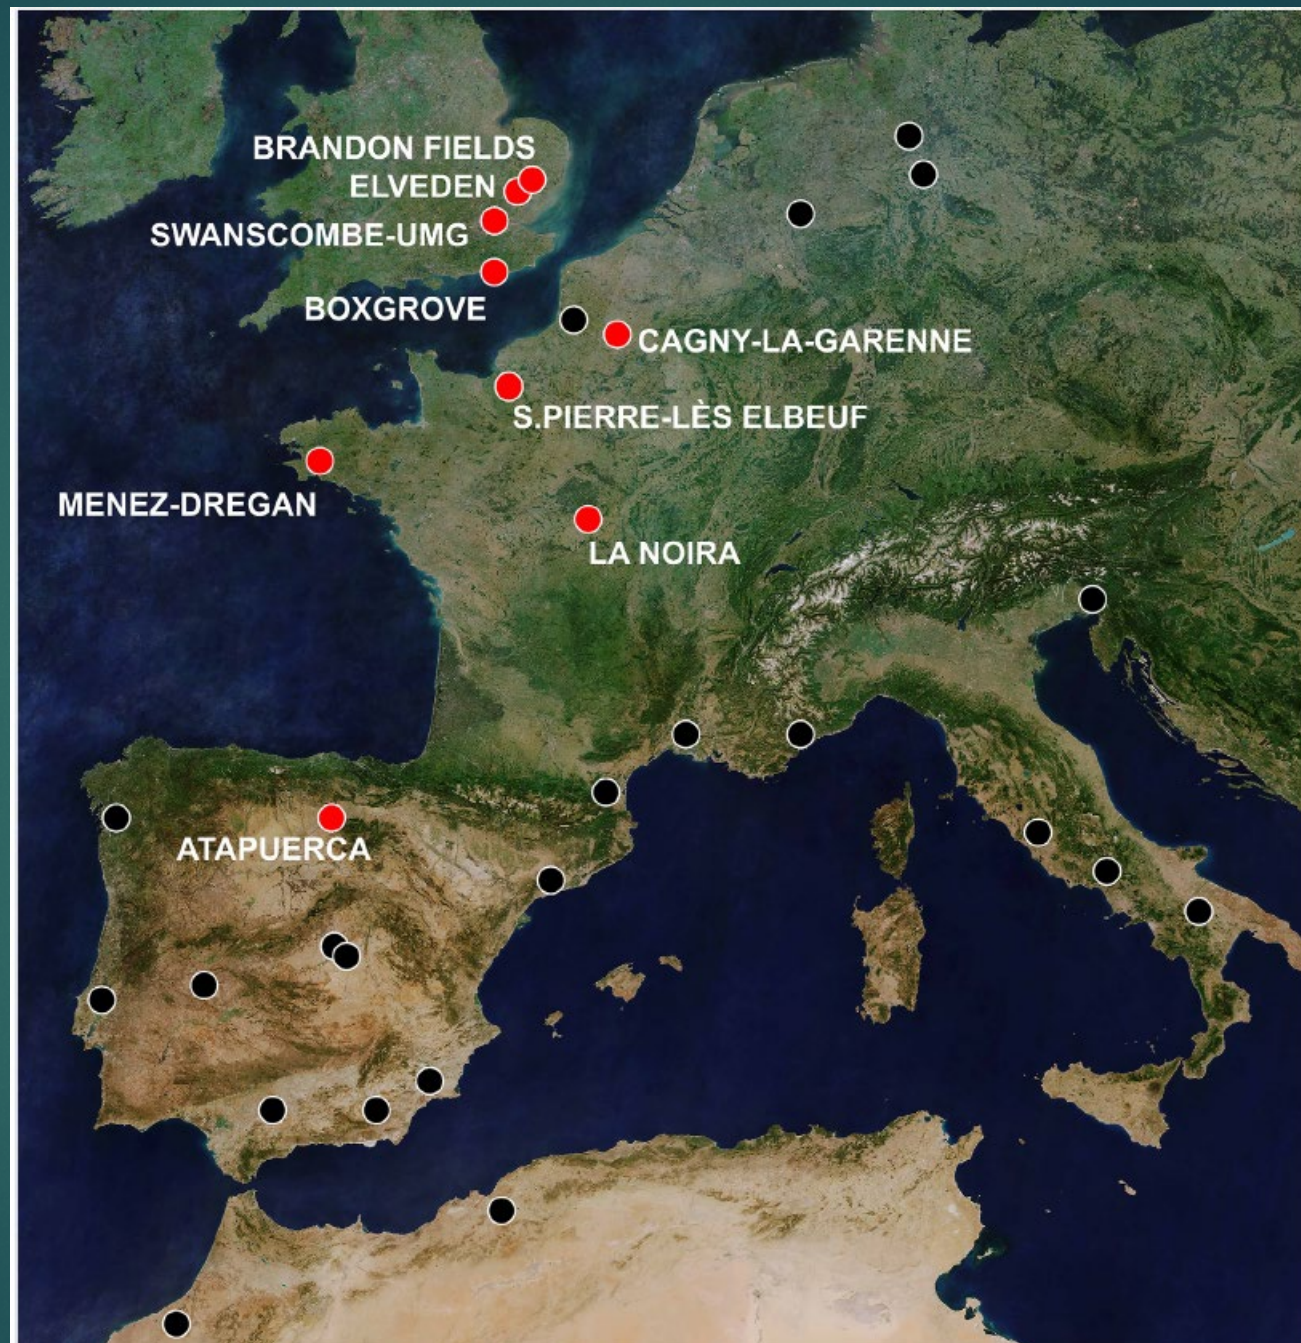 BRANDON FIELDS
ELVEDEN
SWANSCOMBE-UMG
BOXGROVE
CAGNY-LA-GARENNE
S.PIERRE-LÈS ELBEUF
MENEZ-DREGAN
LA NOIRA
ATAPUERCA